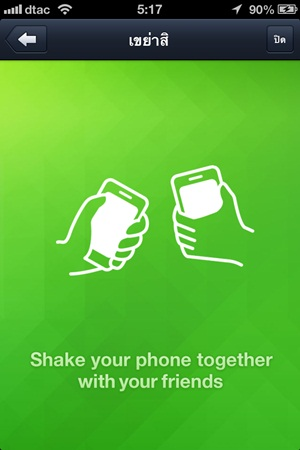 dtac 5:17 90%
เขย่าสิ ปิด
Shake your phone together
with your friends